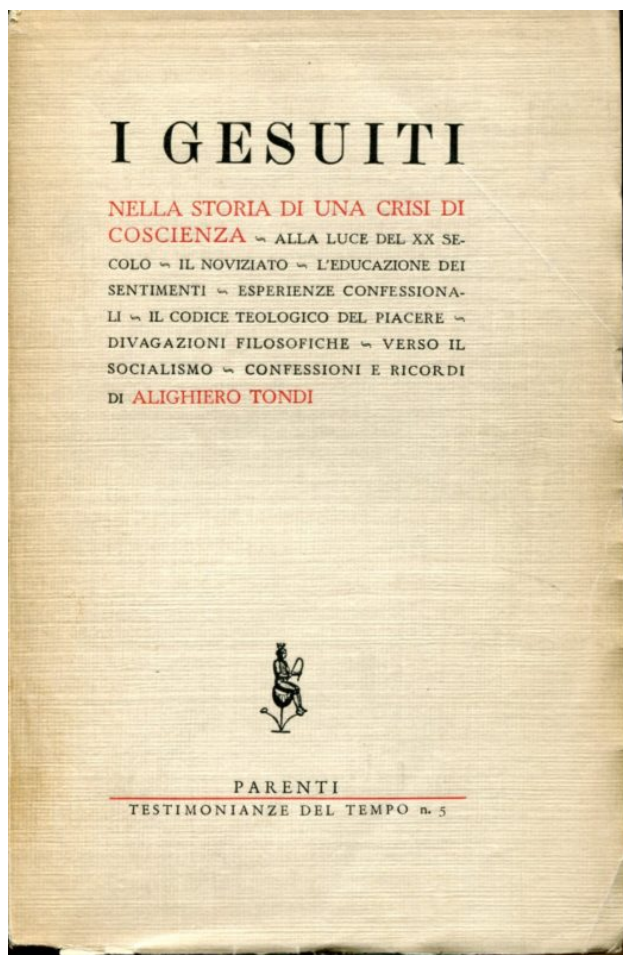 I GESUITI
NELLA STORIA DI UNA CRISI DI
COSCIENZA ~ ALLA LUCE DEL XX SE-
COLO ~ IL NOVIZIATO ~ L'EDUCAZIONE DEI
SENTIMENTI ~ ESPERIENZE CONFESSIONA-
LI ~ IL CODICE TEOLOGICO DEL PIACERE ~
DIVAGAZIONI FILOSOFICHE ~ VERSO IL
SOCIALISMO ~ CONFESSIONI E RICORDI
DI ALIGHIERO TONDI
PARENTI
TESTIMONIANZE DEL TEMPO n. 5